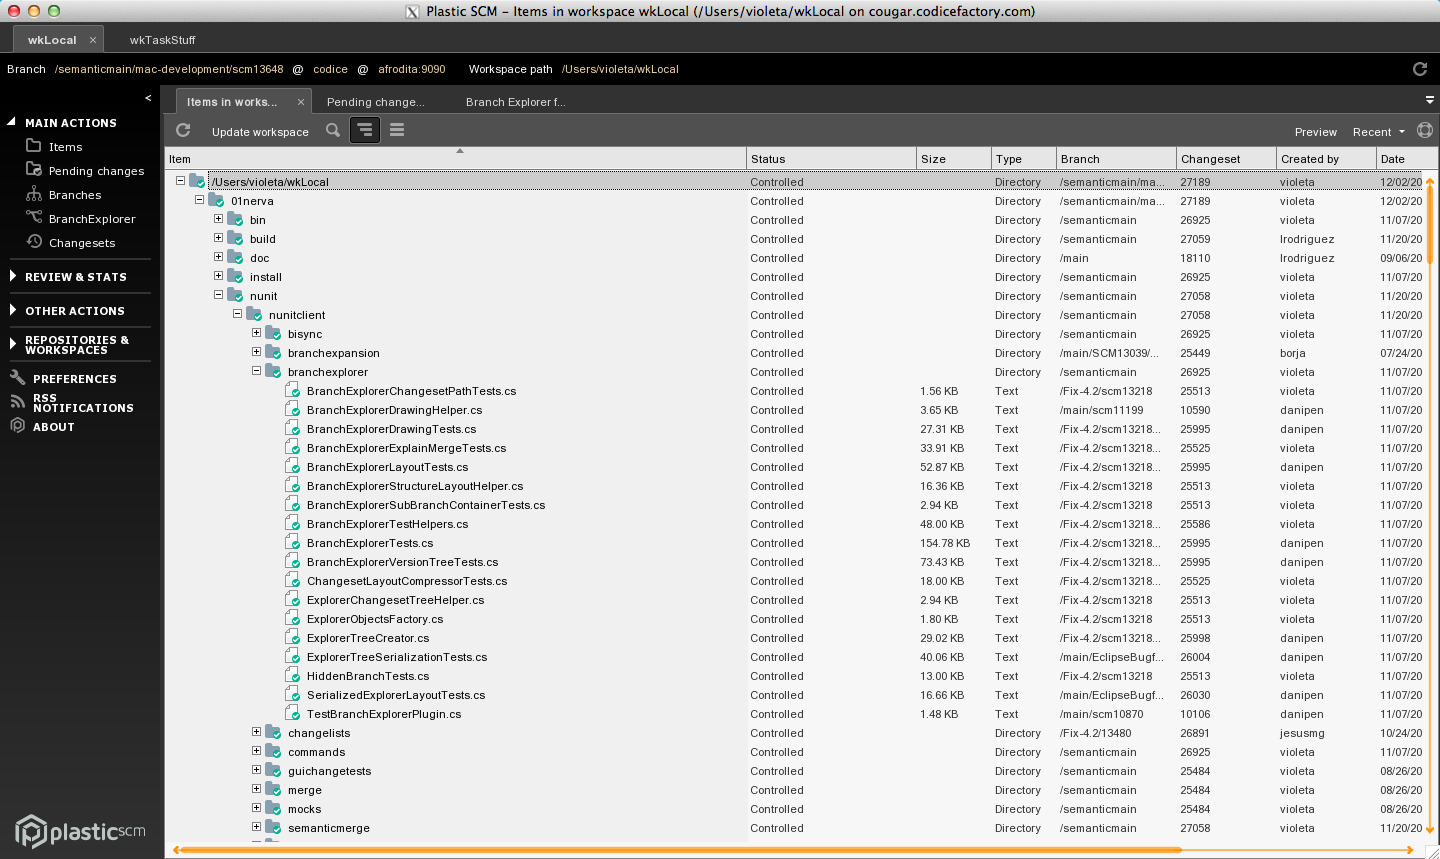 Plastic SCM - Items in workspace wkLocal (/Users/violeta/wkLocal on cougar.codicefactory.com)
wkLocal × wkTaskStuff
Branch /semanticmain/mac-development/scm13648 @ codice @ afrodita:9090 Workspace path /Users/violeta/wkLocal
<
MAIN ACTIONS
Items
Pending changes
Branches
BranchExplorer
Changesets
REVIEW & STATS
OTHER ACTIONS
REPOSITORIES &
WORKSPACES
PREFERENCES
RSS
NOTIFICATIONS
ABOUT
plastic scm
Items in works... × Pending change... Branch Explorer f...
Update workspace Preview Recent
Item Status Size Type Branch Changeset Created by Date
/Users/violeta/wkLocal Controlled Directory /semanticmain/ma... 27189 violeta 12/02/20
01nerva Controlled Directory /semanticmain/ma... 27189 violeta 12/02/20
bin Controlled Directory /semanticmain 26925 violeta 11/07/20
build Controlled Directory /semanticmain 27059 lrodriguez 11/20/20
doc Controlled Directory /main 18110 lrodriguez 09/06/20
install Controlled Directory /semanticmain 26925 violeta 11/07/20
nunit Controlled Directory /semanticmain 27058 violeta 11/20/20
nunitclient Controlled Directory /semanticmain 27058 violeta 11/20/20
bisync Controlled Directory /semanticmain 26925 violeta 11/07/20
branchexpansion Controlled Directory /main/SCM13039/... 25449 borja 07/24/20
branchexplorer Controlled Directory /semanticmain 26925 violeta 11/07/20
BranchExplorerChangesetPathTests.cs Controlled 1.56 KB Text /Fix-4.2/scm13218 25513 violeta 11/07/20
BranchExplorerDrawingHelper.cs Controlled 3.65 KB Text /main/scm11199 10590 danipen 11/07/20
BranchExplorerDrawingTests.cs Controlled 27.31 KB Text /Fix-4.2/scm13218... 25995 danipen 11/07/20
BranchExplorerExplainMergeTests.cs Controlled 33.91 KB Text /Fix-4.2/scm13218... 25525 violeta 11/07/20
BranchExplorerLayoutTests.cs Controlled 52.87 KB Text /Fix-4.2/scm13218... 25995 danipen 11/07/20
BranchExplorerStructureLayoutHelper.cs Controlled 16.36 KB Text /Fix-4.2/scm13218 25513 violeta 11/07/20
BranchExplorerSubBranchContainerTests.cs Controlled 2.94 KB Text /Fix-4.2/scm13218 25513 violeta 11/07/20
BranchExplorerTestHelpers.cs Controlled 48.00 KB Text /Fix-4.2/scm13218... 25586 violeta 11/07/20
BranchExplorerTests.cs Controlled 154.78 KB Text /Fix-4.2/scm13218... 25995 danipen 11/07/20
BranchExplorerVersionTreeTests.cs Controlled 73.43 KB Text /Fix-4.2/scm13218... 25995 danipen 11/07/20
ChangesetLayoutCompressorTests.cs Controlled 18.00 KB Text /Fix-4.2/scm13218... 25525 violeta 11/07/20
ExplorerChangesetTreeHelper.cs Controlled 2.94 KB Text /Fix-4.2/scm13218 25513 violeta 11/07/20
ExplorerObjectsFactory.cs Controlled 1.80 KB Text /Fix-4.2/scm13218 25513 violeta 11/07/20
ExplorerTreeCreator.cs Controlled 29.02 KB Text /Fix-4.2/scm13218... 25998 danipen 11/07/20
ExplorerTreeSerializationTests.cs Controlled 40.06 KB Text /main/EclipseBugf... 26004 danipen 11/07/20
HiddenBranchTests.cs Controlled 13.00 KB Text /Fix-4.2/scm13218 25513 violeta 11/07/20
SerializedExplorerLayoutTests.cs Controlled 16.66 KB Text /main/EclipseBugf... 26030 danipen 11/07/20
TestBranchExplorerPlugin.cs Controlled 1.48 KB Text /main/scm10870 10106 danipen 11/07/20
changelists Controlled Directory /Fix-4.2/13480 26891 jesusmg 10/24/20
commands Controlled Directory /semanticmain 26925 violeta 11/07/20
guichangetests Controlled Directory /semanticmain 25484 violeta 08/26/20
merge Controlled Directory /semanticmain 25484 violeta 08/26/20
mocks Controlled Directory /semanticmain 25484 violeta 08/26/20
semanticmerge Controlled Directory /semanticmain 27058 violeta 11/20/20